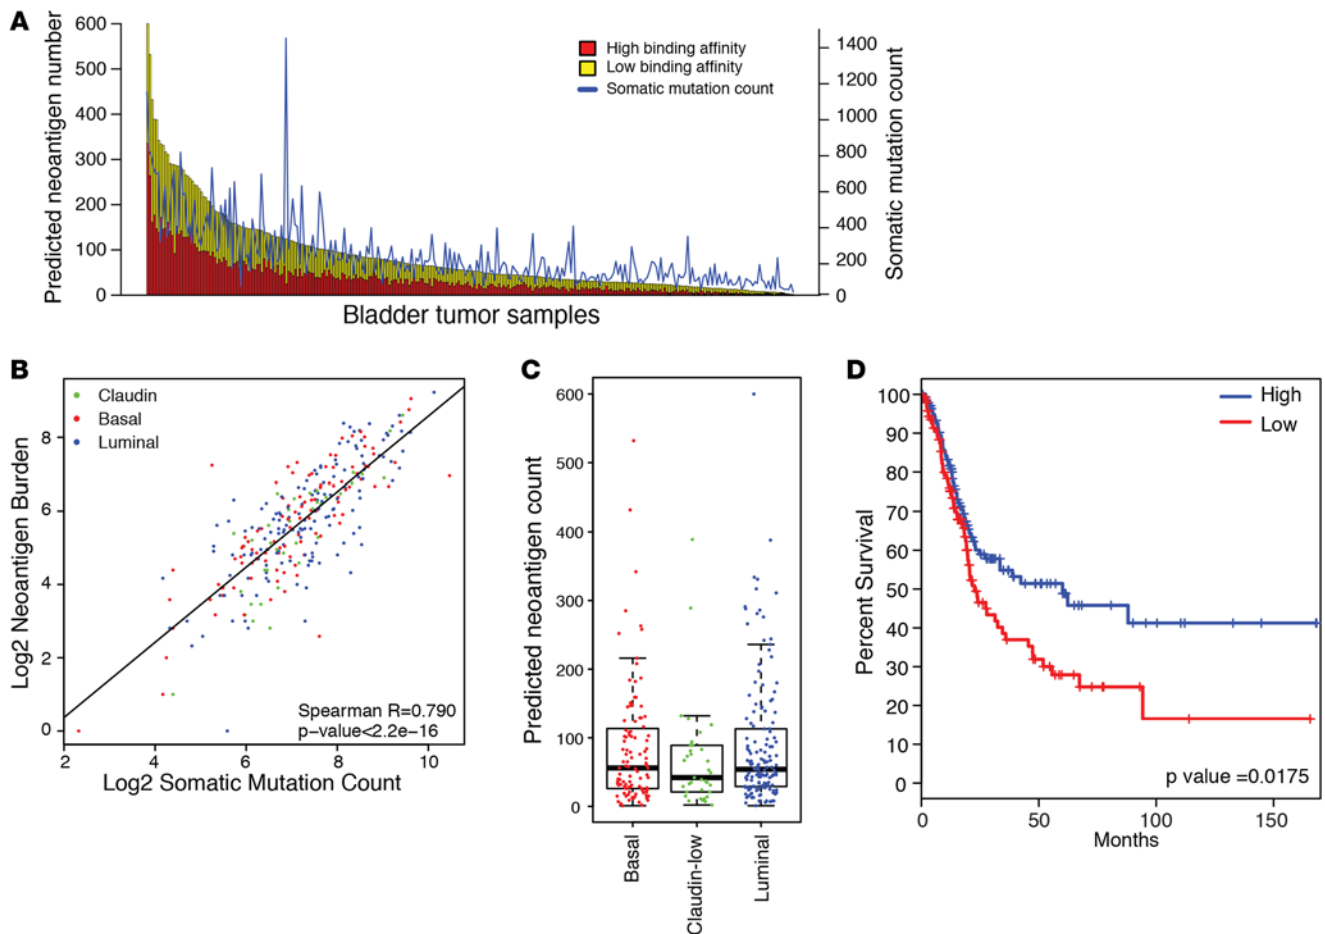 A
Predicted neoantigen number
600
500
400
300
200
100
0
High binding affinity
Low binding affinity
Somatic mutation count
1400
1200
1000
800
600
400
200
0
Somatic mutation count
Bladder tumor samples
B
Claudin
Basal
Luminal
Log2 Neoantigen Burden
8
6
4
2
0
Spearman R=0.790
p-value<2.2e-16
2 4 6 8 10
Log2 Somatic Mutation Count
C
Predicted neoantigen count
600
500
400
300
200
100
0
Basal
Claudin-low
Luminal
D
Percent Survival
100
90
80
70
60
50
40
30
20
10
0
High
Low
p value =0.0175
0 50 100 150
Months